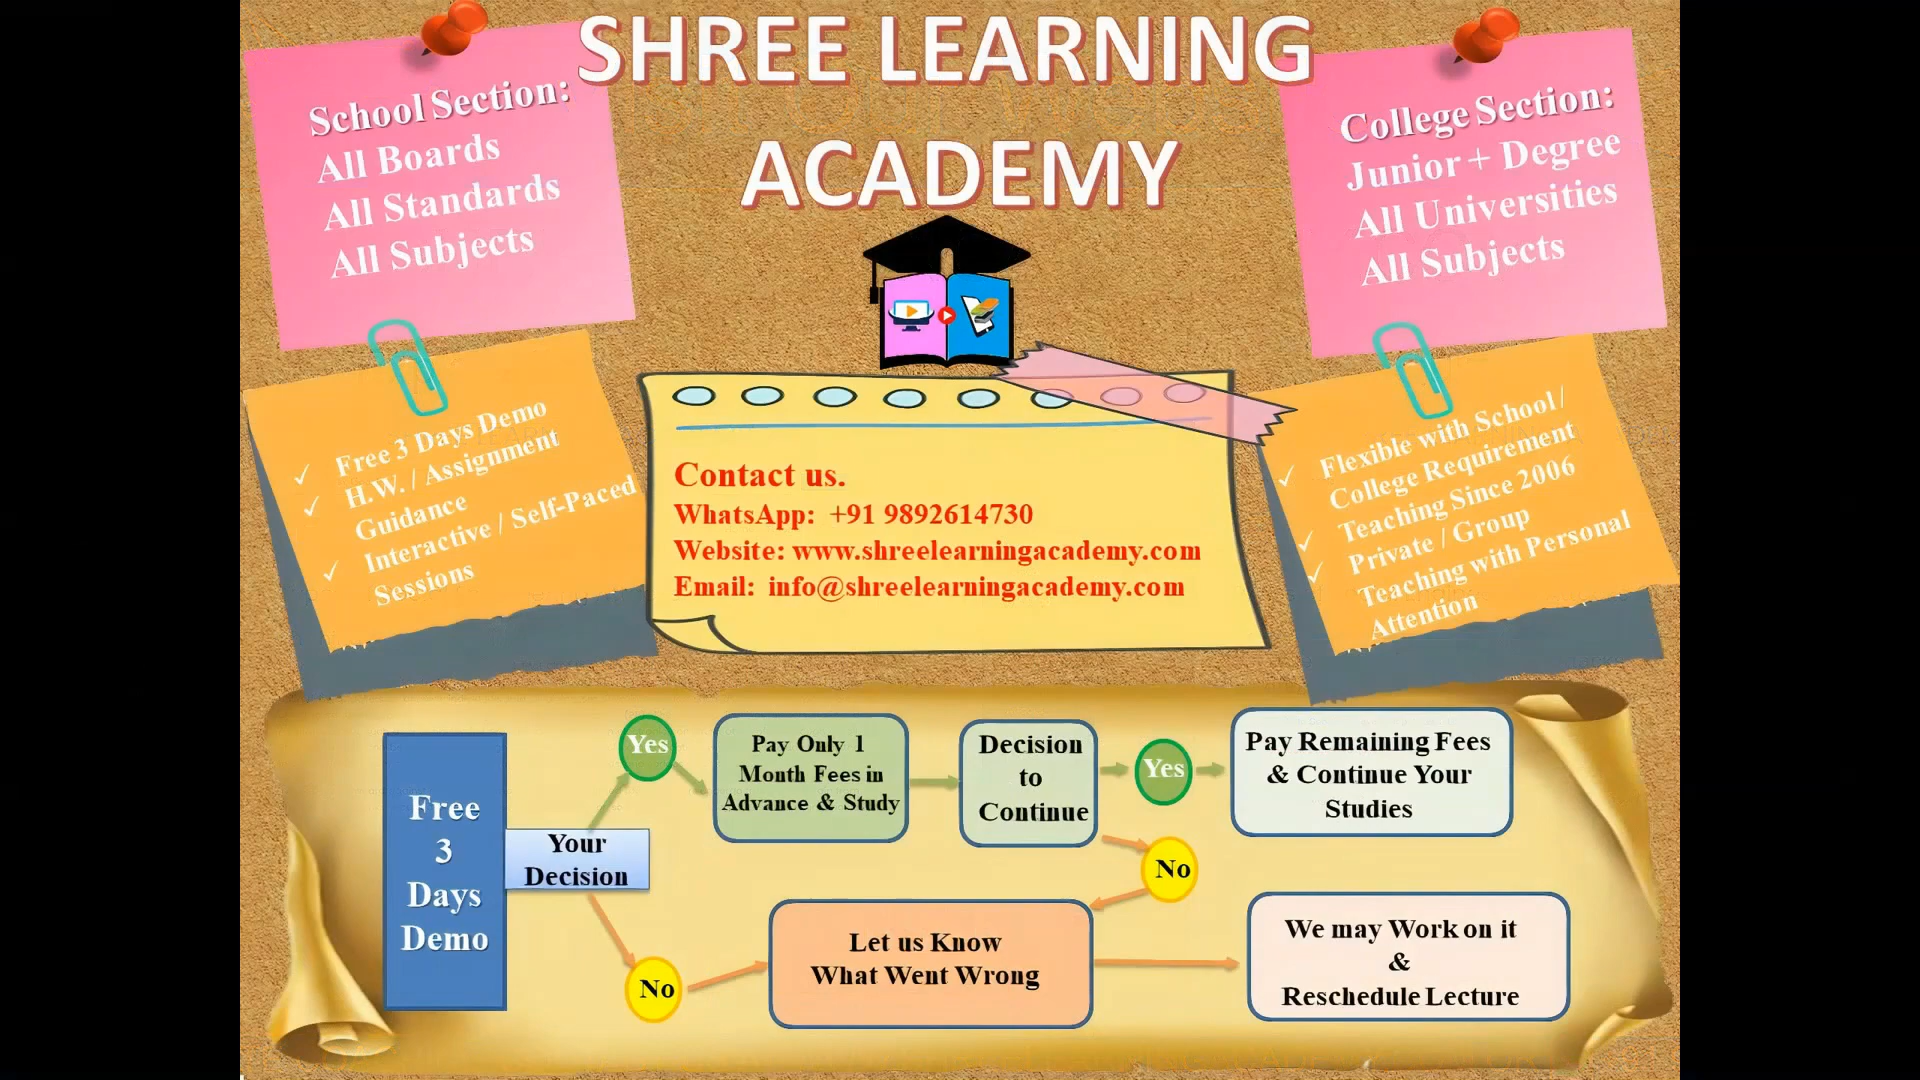 SHREE LEARNING
ACADEMY
School Section:
All Boards
All Standards
All Subjects
College Section:
Junior + Degree
All Universities
All Subjects
✓ Free 3 Days Demo
✓ H.W. / Assignment
Guidance
✓ Interactive / Self-Paced
Sessions
Contact us.
WhatsApp: +91 9892614730
Website: www.shreelearningacademy.com
Email: info@shreelearningacademy.com
✓ Flexible with School /
College Requirement
✓ Teaching Since 2006
✓ Private / Group
Teaching with Personal
Attention
Free
3
Days
Demo
Your
Decision
Yes
Pay Only 1
Month Fees in
Advance & Study
Decision
to
Continue
Yes
Pay Remaining Fees
& Continue Your
Studies
No
No
Let us Know
What Went Wrong
We may Work on it
&
Reschedule Lecture